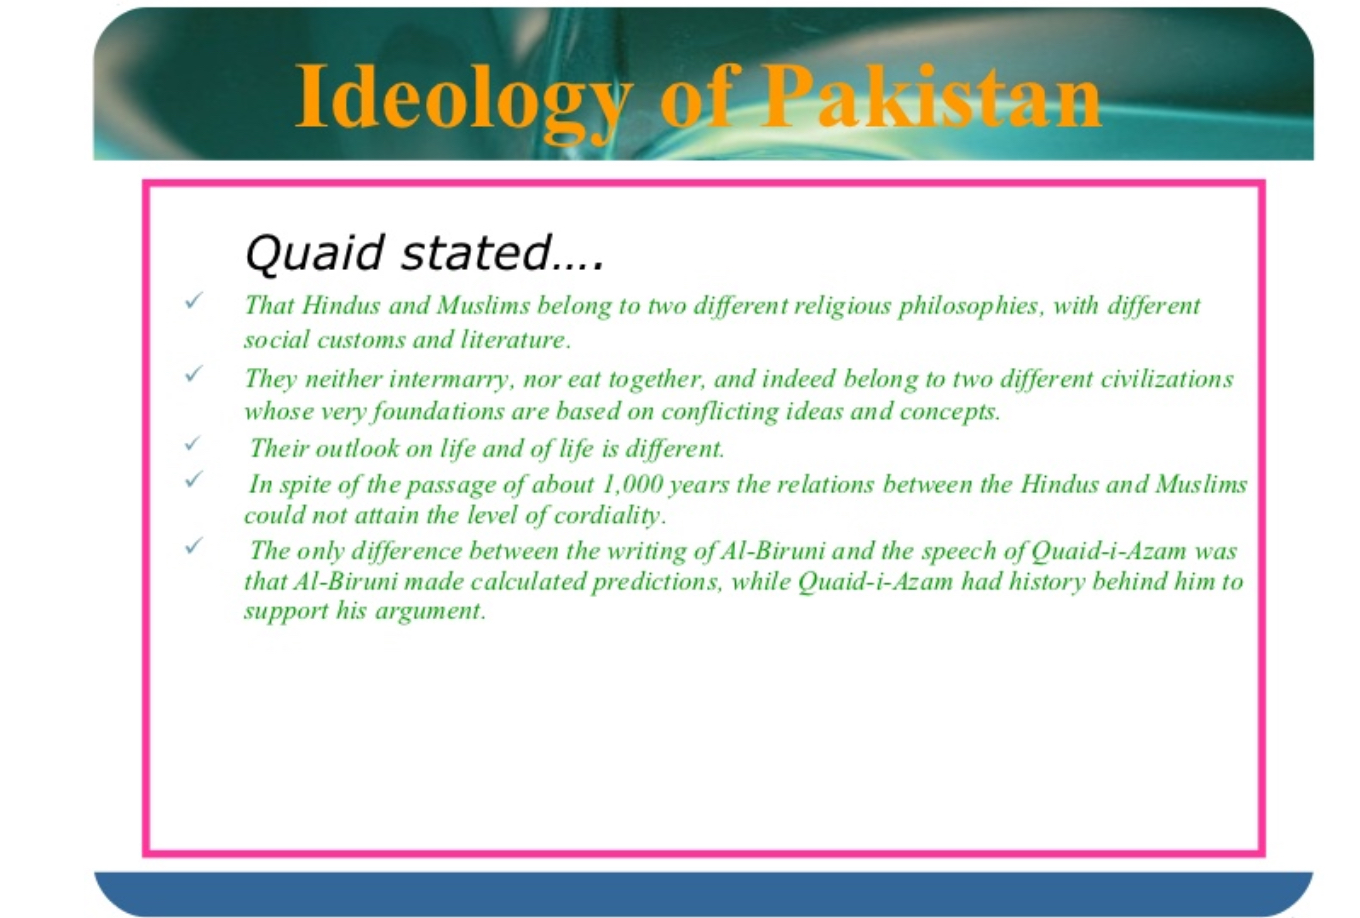 Ideology of Pakistan
Quaid stated....
✓ That Hindus and Muslims belong to two different religious philosophies, with different
social customs and literature.
✓ They neither intermarry, nor eat together, and indeed belong to two different civilizations
whose very foundations are based on conflicting ideas and concepts.
✓ Their outlook on life and of life is different.
✓ In spite of the passage of about 1,000 years the relations between the Hindus and Muslims
could not attain the level of cordiality.
✓ The only difference between the writing of Al-Biruni and the speech of Quaid-i-Azam was
that Al-Biruni made calculated predictions, while Quaid-i-Azam had history behind him to
support his argument.